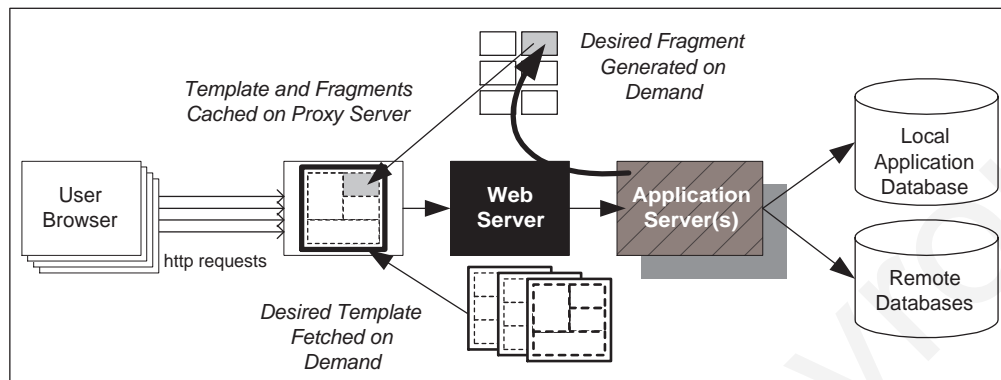 Desired Fragment
Generated on
Demand
Template and Fragments
Cached on Proxy Server
User
Browser
http requests
Web
Server
Application
Server(s)
Local
Application
Database
Remote
Databases
Desired Template
Fetched on
Demand